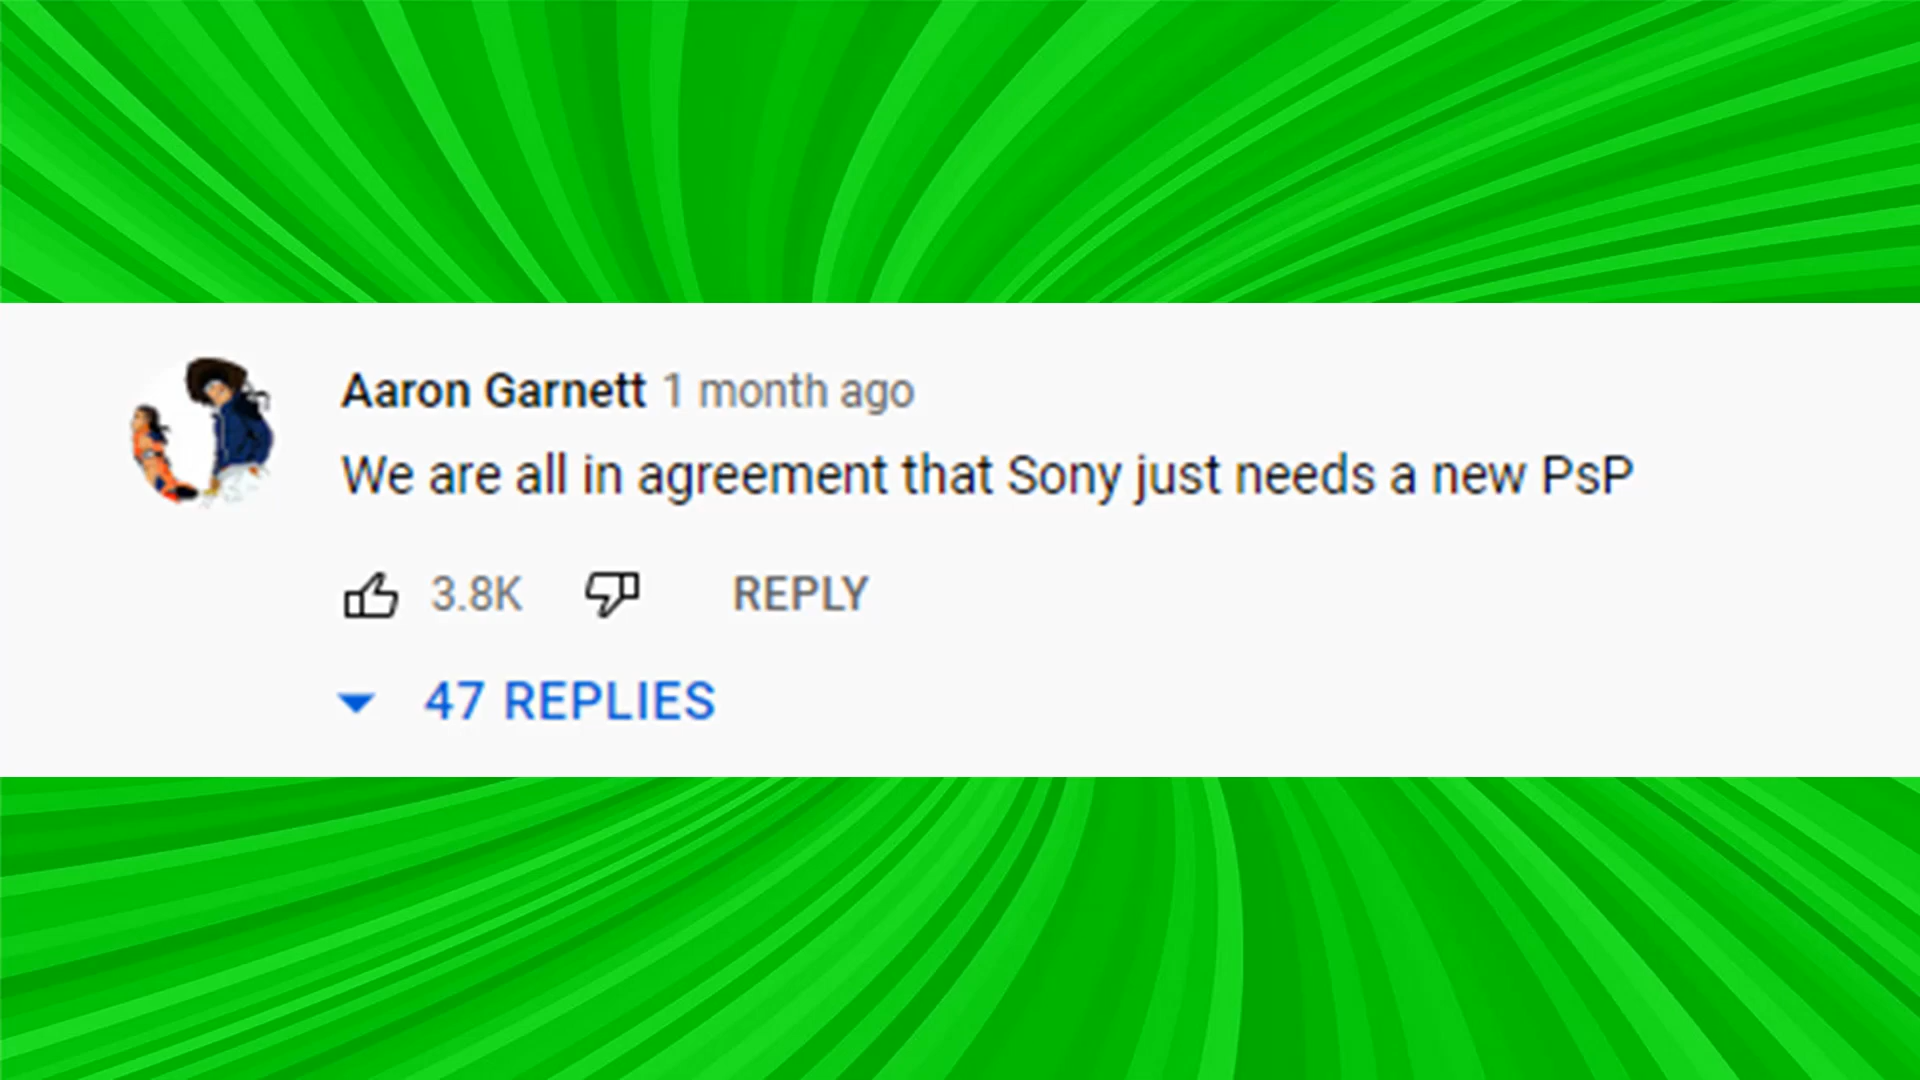 Aaron Garnett 1 month ago
We are all in agreement that Sony just needs a new PsP
3.8K REPLY
47 REPLIES